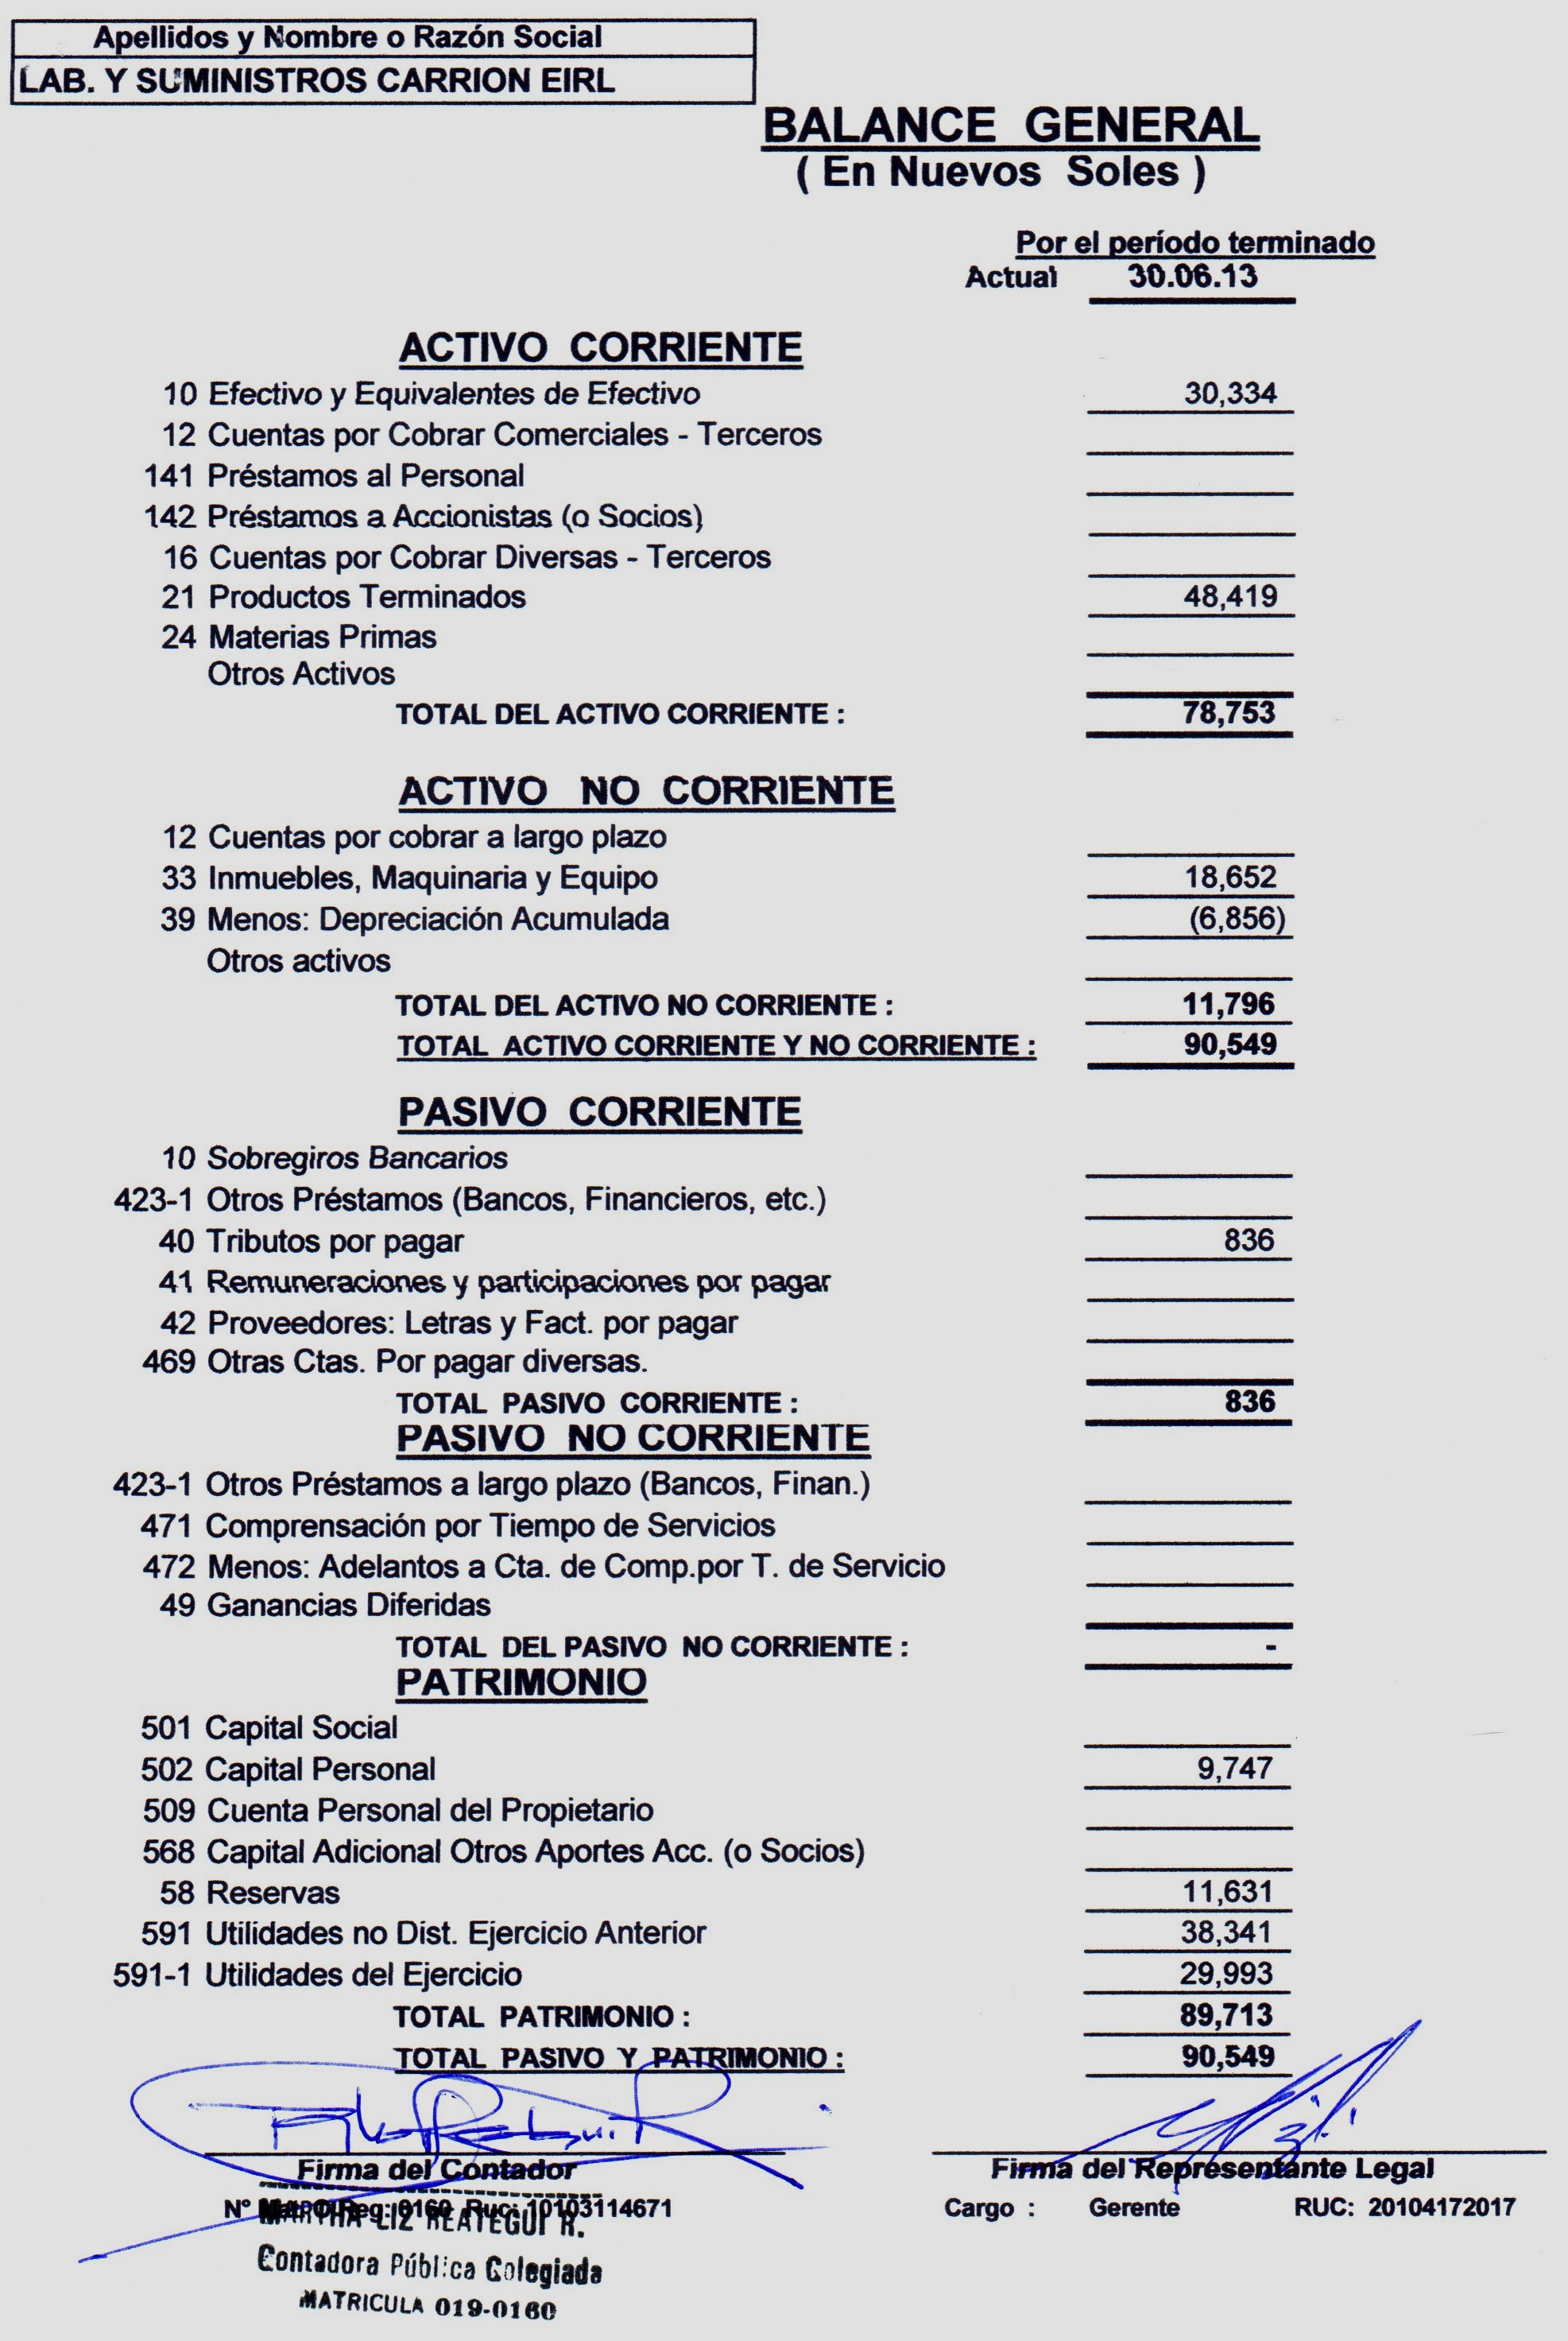 Apellidos y Nombre o Razón Social
LAB. Y SUMINISTROS CARRION EIRL
BALANCE GENERAL
( En Nuevos Soles )
Por el período terminado
Actual 30.06.13
ACTIVO CORRIENTE
10 Efectivo y Equivalentes de Efectivo 30,334
12 Cuentas por Cobrar Comerciales - Terceros
141 Préstamos al Personal
142 Préstamos a Accionistas (o Socios)
16 Cuentas por Cobrar Diversas - Terceros
21 Productos Terminados 48,419
24 Materias Primas
Otros Activos
TOTAL DEL ACTIVO CORRIENTE : 78,753
ACTIVO NO CORRIENTE
12 Cuentas por cobrar a largo plazo
33 Inmuebles, Maquinaria y Equipo 18,652
39 Menos: Depreciación Acumulada (6,856)
Otros activos
TOTAL DEL ACTIVO NO CORRIENTE : 11,796
TOTAL ACTIVO CORRIENTE Y NO CORRIENTE : 90,549
PASIVO CORRIENTE
10 Sobregiros Bancarios
423-1 Otros Préstamos (Bancos, Financieros, etc.)
40 Tributos por pagar 836
41 Remuneraciones y participaciones por pagar
42 Proveedores: Letras y Fact. por pagar
469 Otras Ctas. Por pagar diversas.
TOTAL PASIVO CORRIENTE : 836
PASIVO NO CORRIENTE
423-1 Otros Préstamos a largo plazo (Bancos, Finan.)
471 Comprensación por Tiempo de Servicios
472 Menos: Adelantos a Cta. de Comp.por T. de Servicio
49 Ganancias Diferidas
TOTAL DEL PASIVO NO CORRIENTE : -
PATRIMONIO
501 Capital Social
502 Capital Personal 9,747
509 Cuenta Personal del Propietario
568 Capital Adicional Otros Aportes Acc. (o Socios)
58 Reservas 11,631
591 Utilidades no Dist. Ejercicio Anterior 38,341
591-1 Utilidades del Ejercicio 29,993
TOTAL PATRIMONIO : 89,713
TOTAL PASIVO Y PATRIMONIO : 90,549
Firma del Contador Firma del Representante Legal
Nº Reg: 0160 Ruc: 10103114671 Cargo : Gerente RUC: 20104172017
MARTHA LIZ REATEGUI R.
Contadora Pública Colegiada
MATRICULA 019-0160